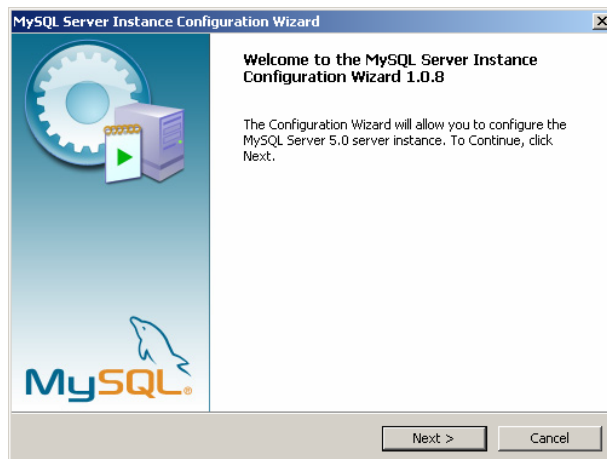 MySQL Server Instance Configuration Wizard
Welcome to the MySQL Server Instance
Configuration Wizard 1.0.8
The Configuration Wizard will allow you to configure the
MySQL Server 5.0 server instance. To Continue, click
Next.
MySQL®
Next >
Cancel